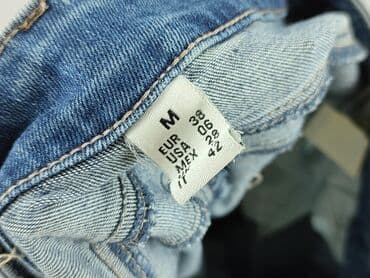 M
EUR 38
USA 06
MEX 28
IT 42